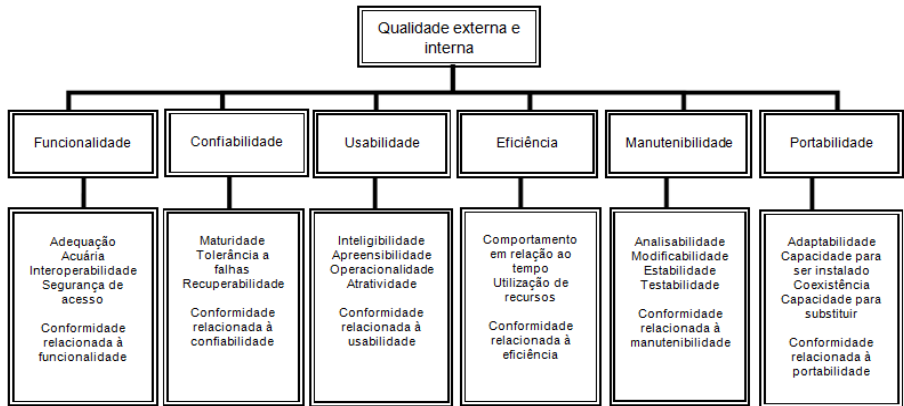 Qualidade externa e
interna
Funcionalidade
Confiabilidade
Usabilidade
Eficiência
Manutenibilidade
Portabilidade
Adequação
Acuária
Interoperabilidade
Segurança de
acesso
Conformidade
relacionada à
funcionalidade
Maturidade
Tolerância a
falhas
Recuperabilidade
Conformidade
relacionada à
confiabilidade
Inteligibilidade
Apreensibilidade
Operacionalidade
Atratividade
Conformidade
relacionada à
usabilidade
Comportamento
em relação ao
tempo
Utilização de
recursos
Conformidade
relacionada à
eficiência
Analisabilidade
Modificabilidade
Estabilidade
Testabilidade
Conformidade
relacionada à
manutenibilidade
Adaptabilidade
Capacidade para
ser instalado
Coexistência
Capacidade para
substituir
Conformidade
relacionada à
portabilidade